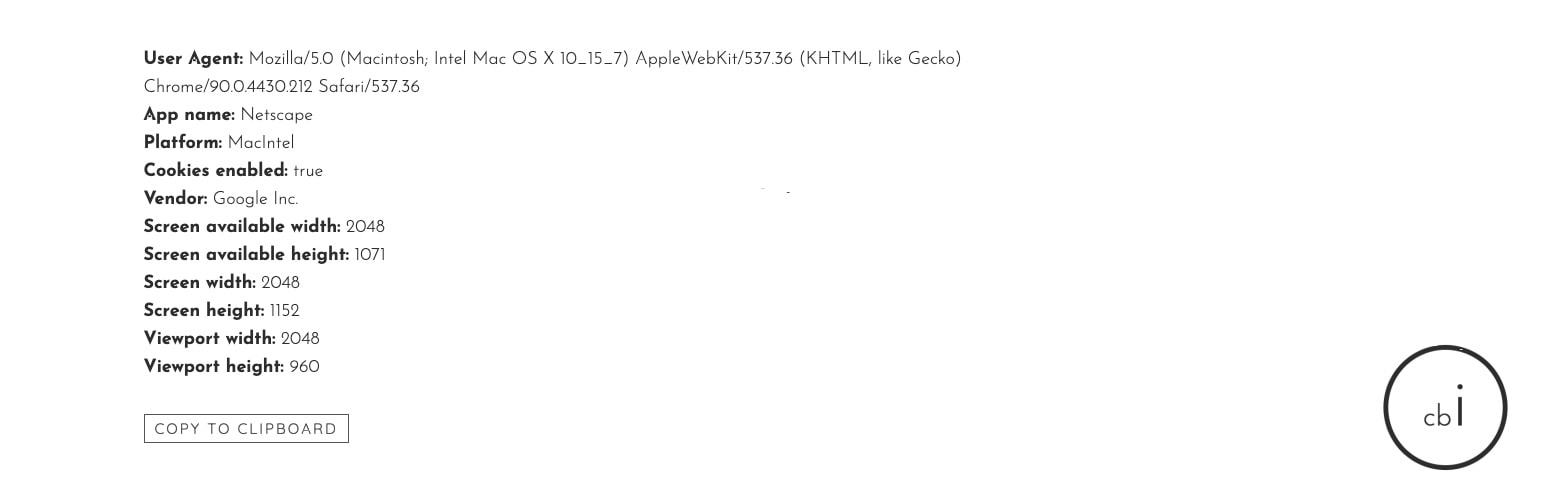 User Agent: Mozilla/5.0 (Macintosh; Intel Mac OS X 10_15_7) AppleWebKit/537.36 (KHTML, like Gecko)
Chrome/90.0.4430.212 Safari/537.36
App name: Netscape
Platform: MacIntel
Cookies enabled: true
Vendor: Google Inc.
Screen available width: 2048
Screen available height: 1071
Screen width: 2048
Screen height: 1152
Viewport width: 2048
Viewport height: 960
COPY TO CLIPBOARD
cbi